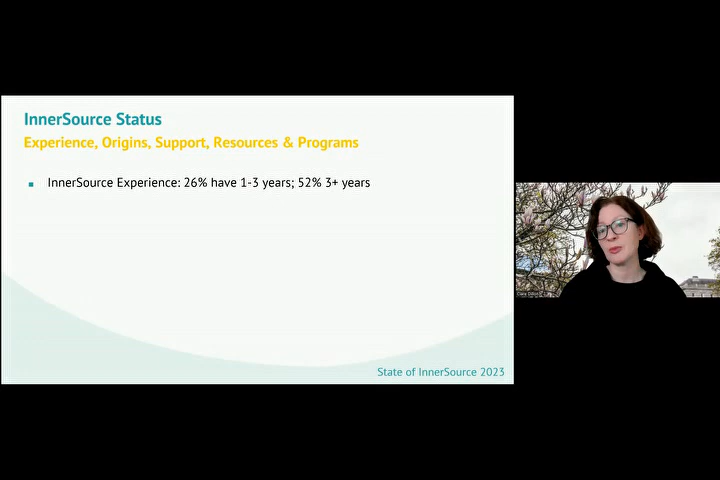 InnerSource Status
Experience, Origins, Support, Resources & Programs
InnerSource Experience: 26% have 1-3 years; 52% 3+ years
State of InnerSource 2023